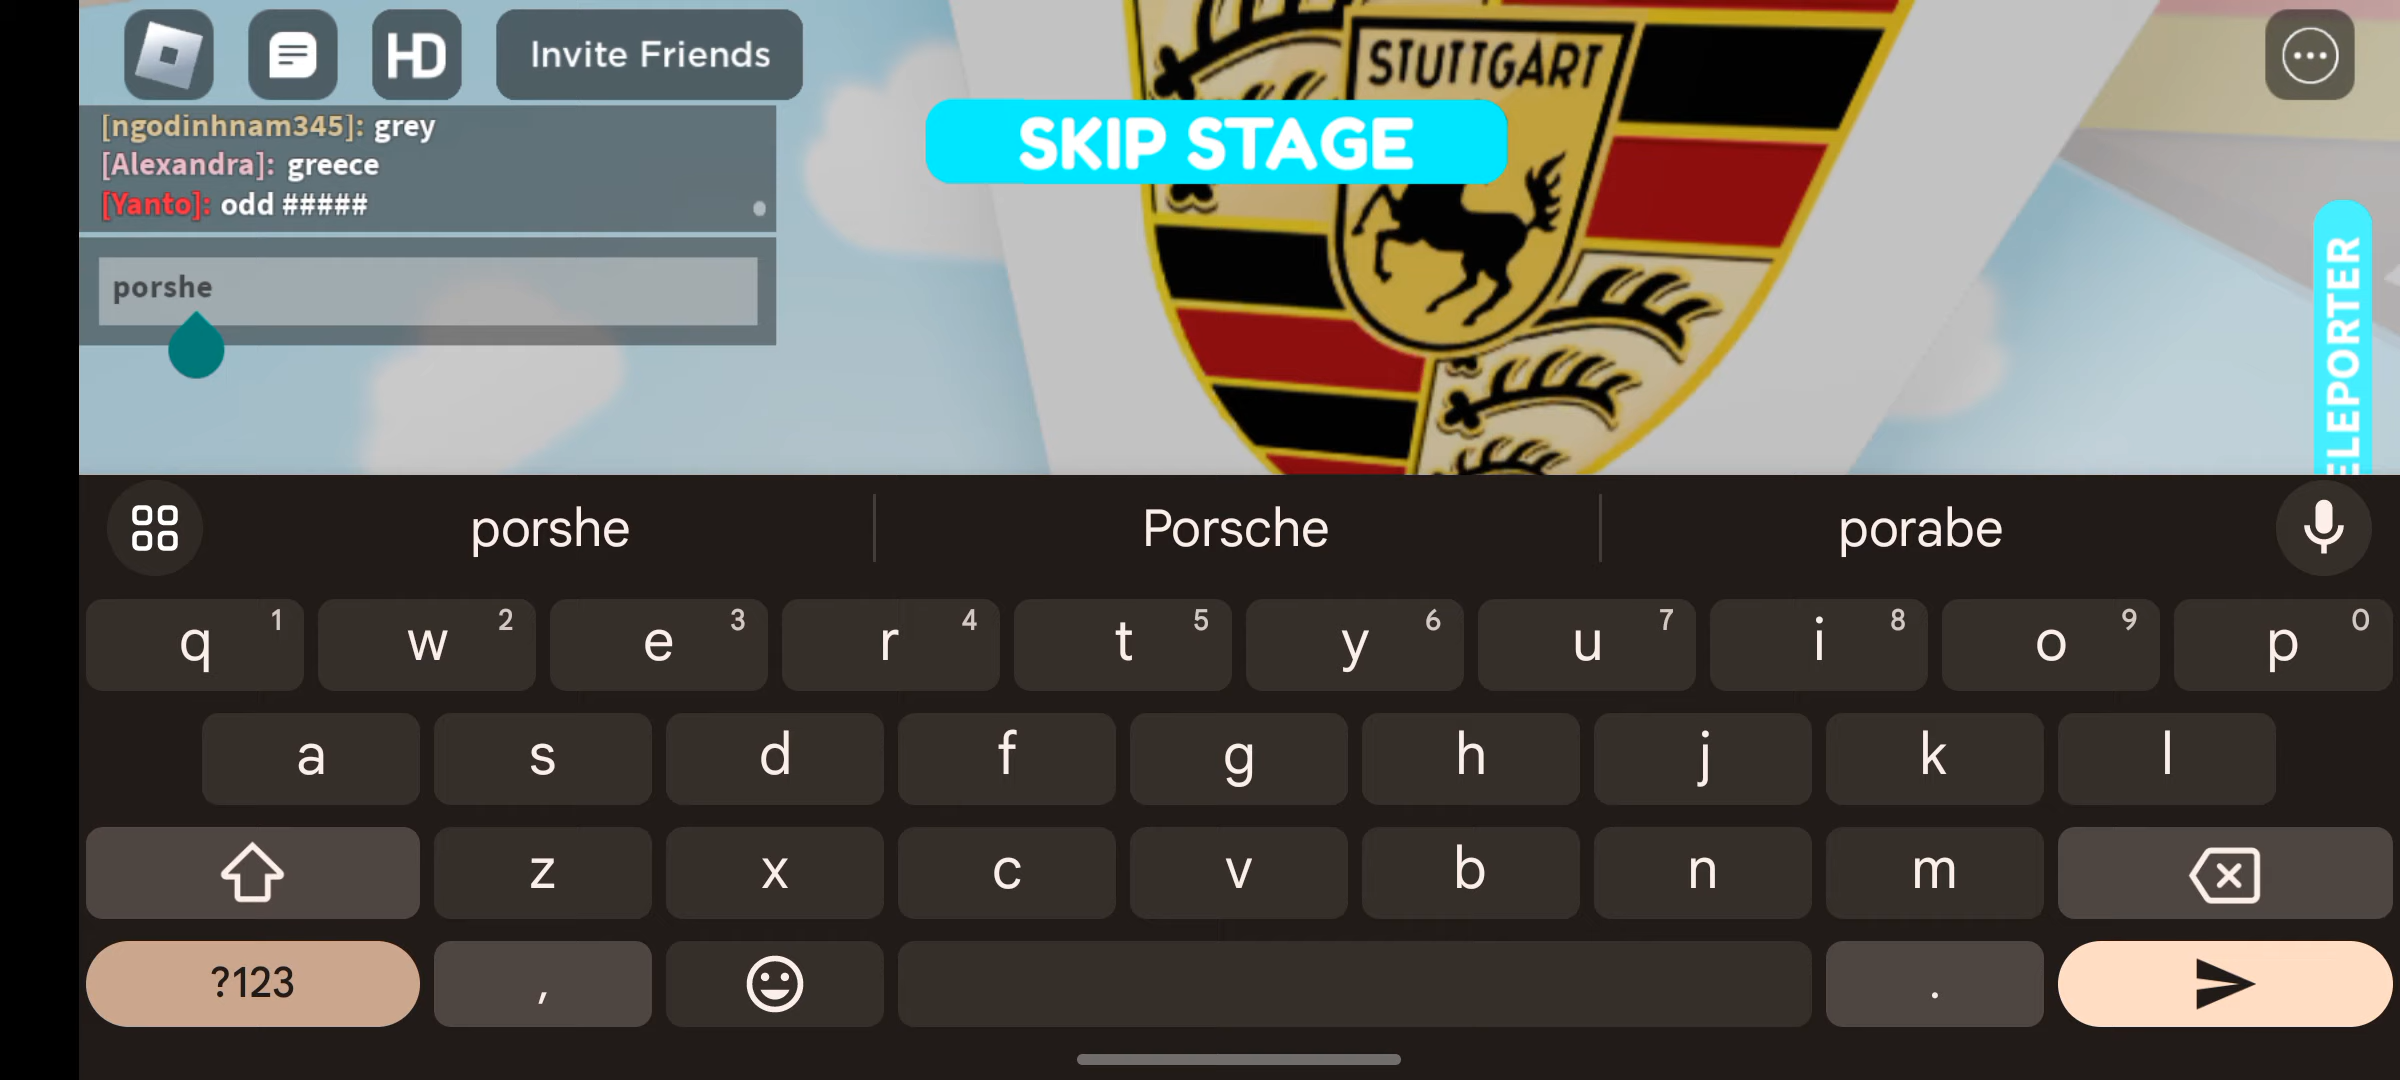 HD
Invite Friends
STUTTGART
[ngodinhnam345]: grey
[Alexandra]: greece
[Yanto]: odd #####
SKIP STAGE
porshe
ELEPORTER
porshe
Porsche
porabe
q 1 w 2 e 3 r 4 t 5 y 6 u 7 i 8 o 9 p 0
a s d f g h j k l
z x c v b n m
?123 , .